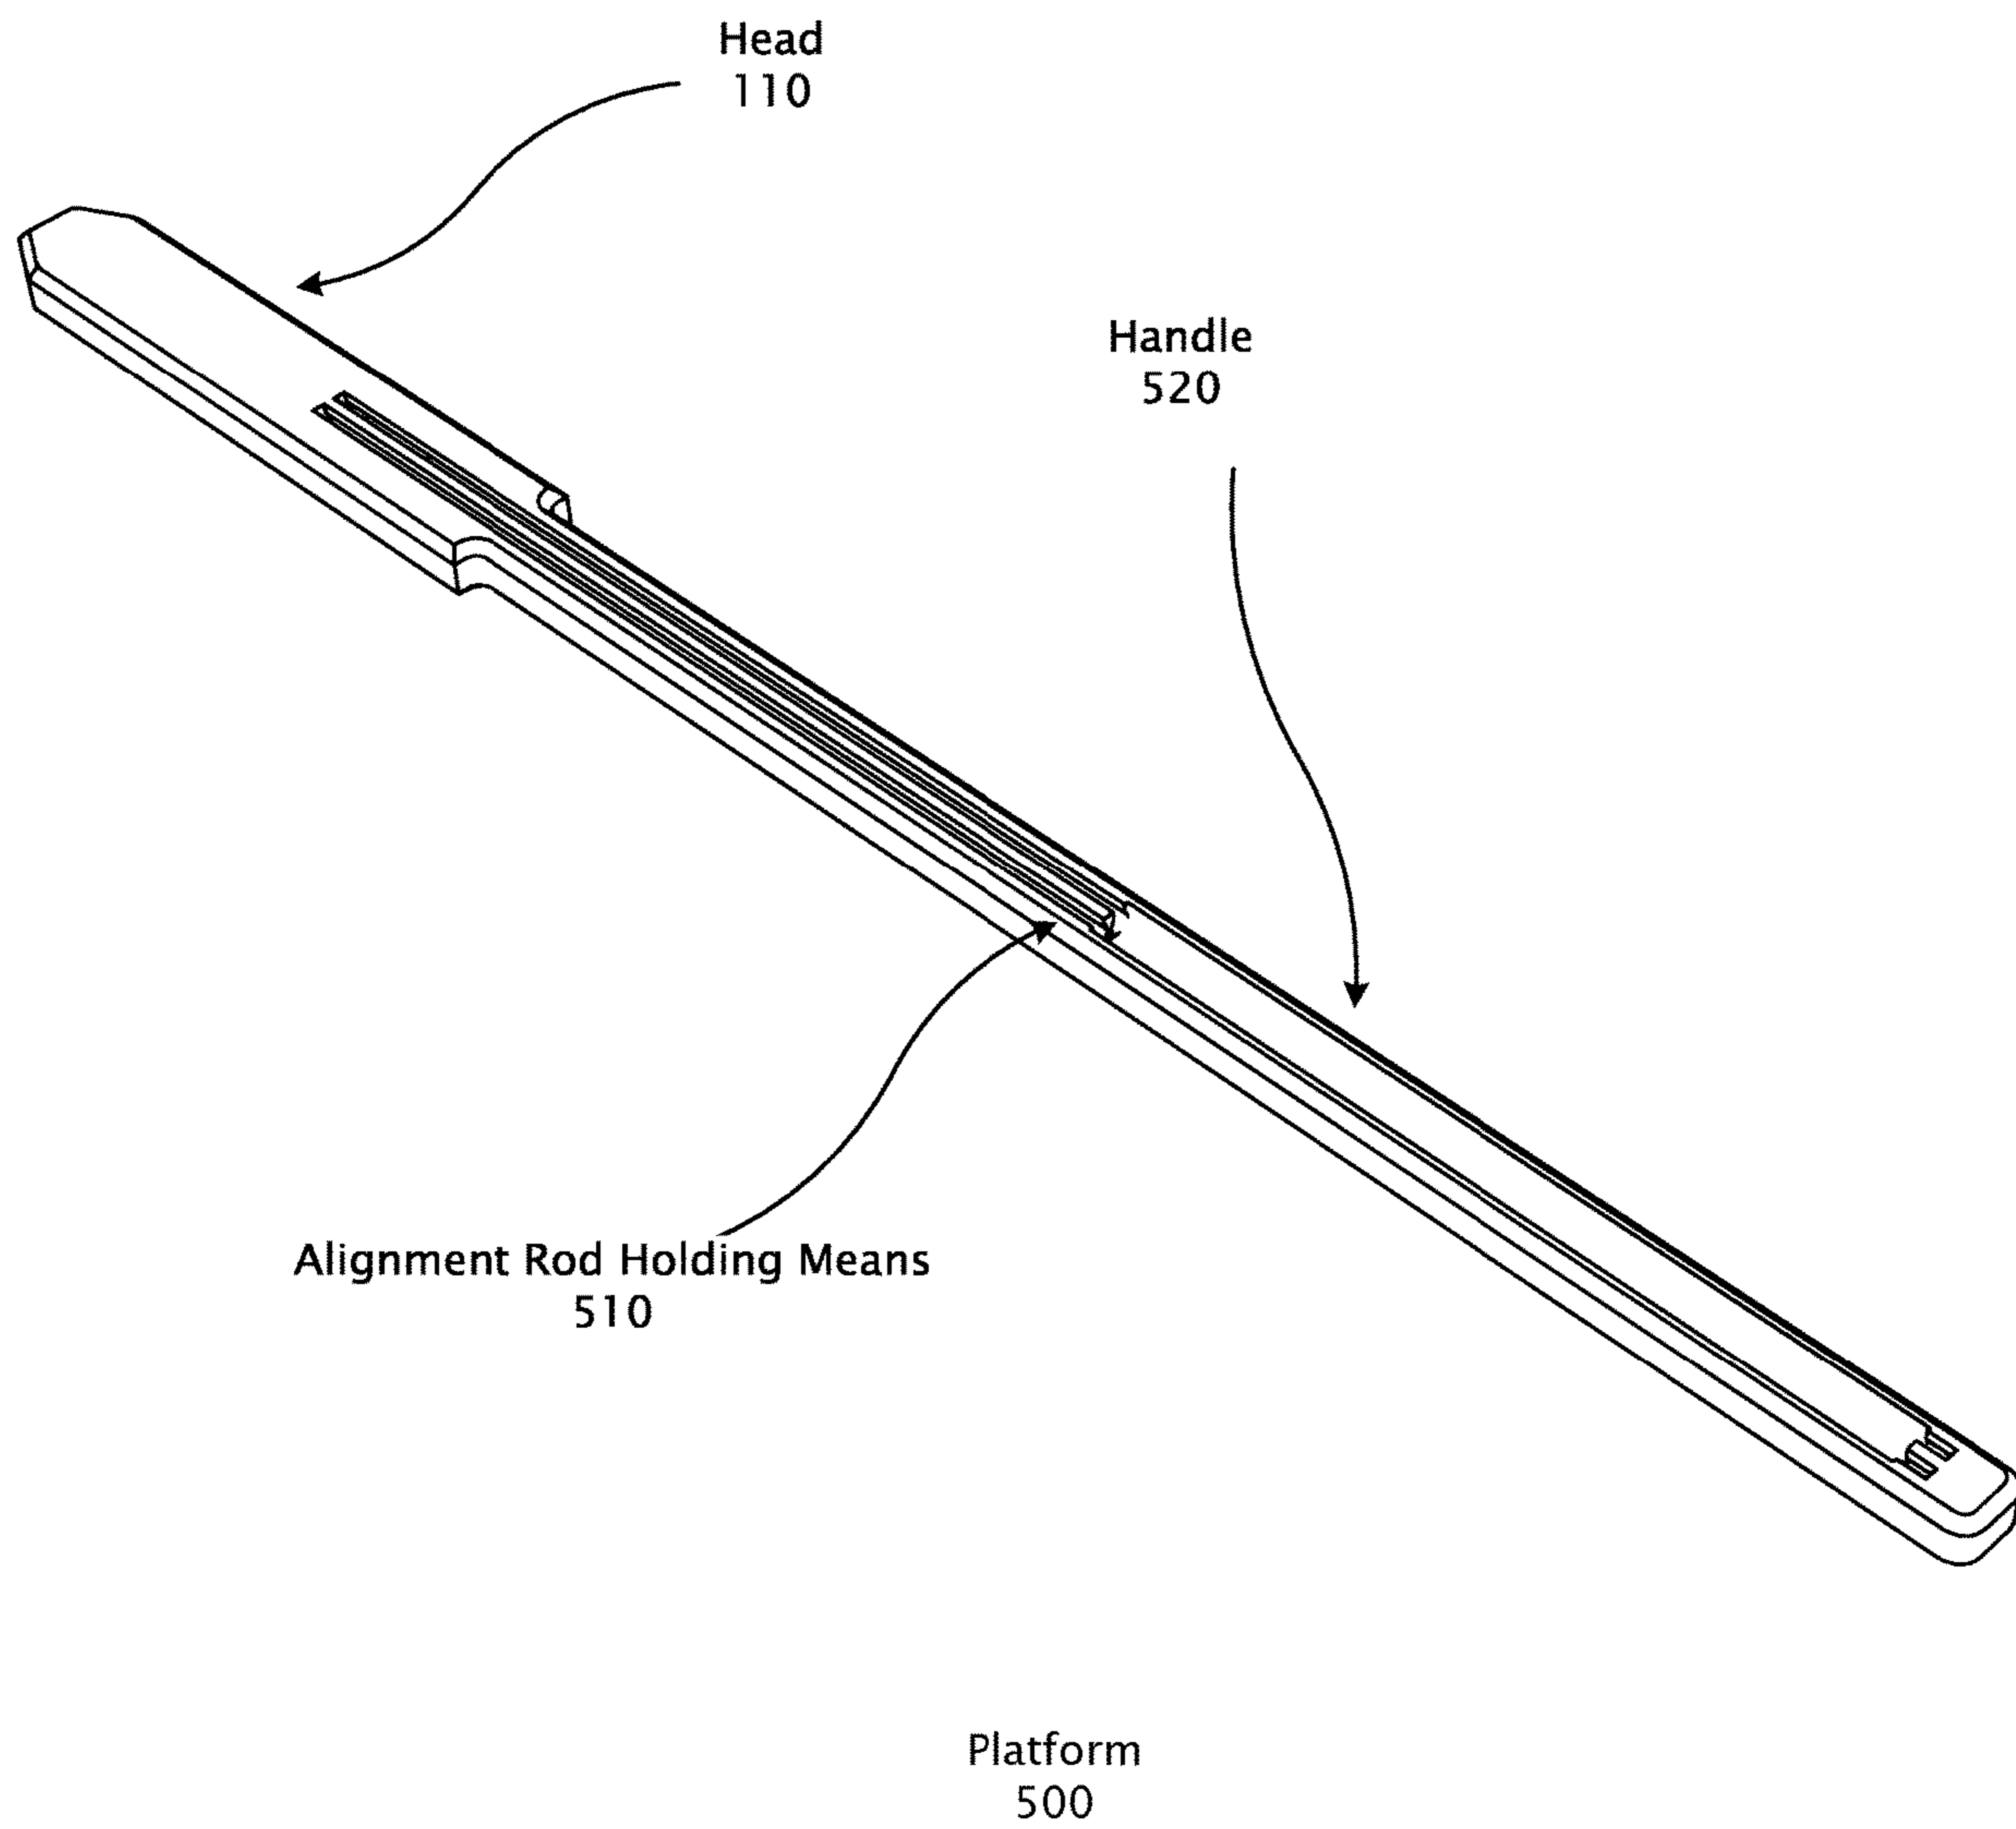 Head
110
Handle
520
Alignment Rod Holding Means
510
Platform
500